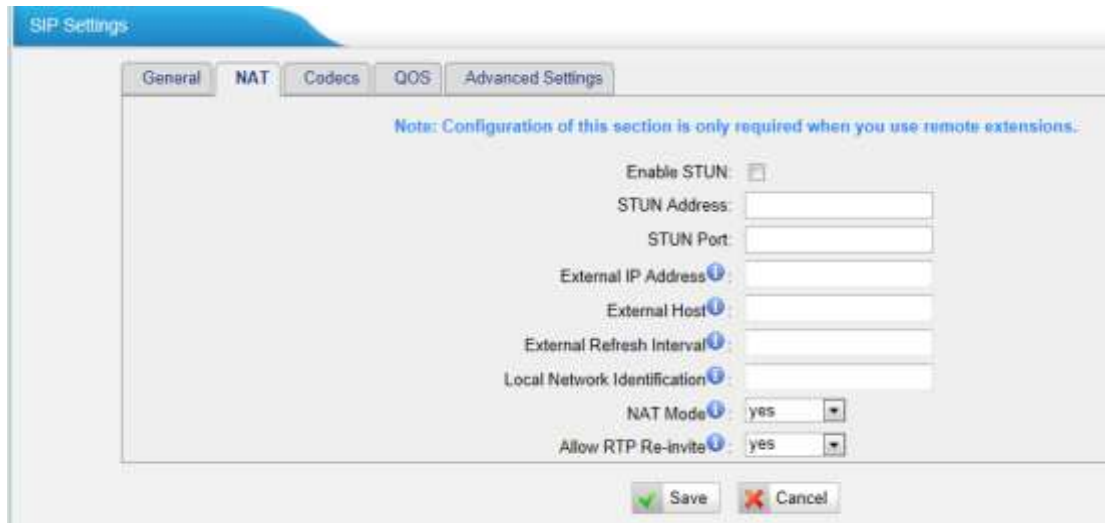 SIP Settings
General NAT Codecs QOS Advanced Settings
Note: Configuration of this section is only required when you use remote extensions.
Enable STUN:
STUN Address:
STUN Port:
External IP Address :
External Host :
External Refresh Interval :
Local Network Identification :
NAT Mode : yes
Allow RTP Re-invite : yes
Save Cancel